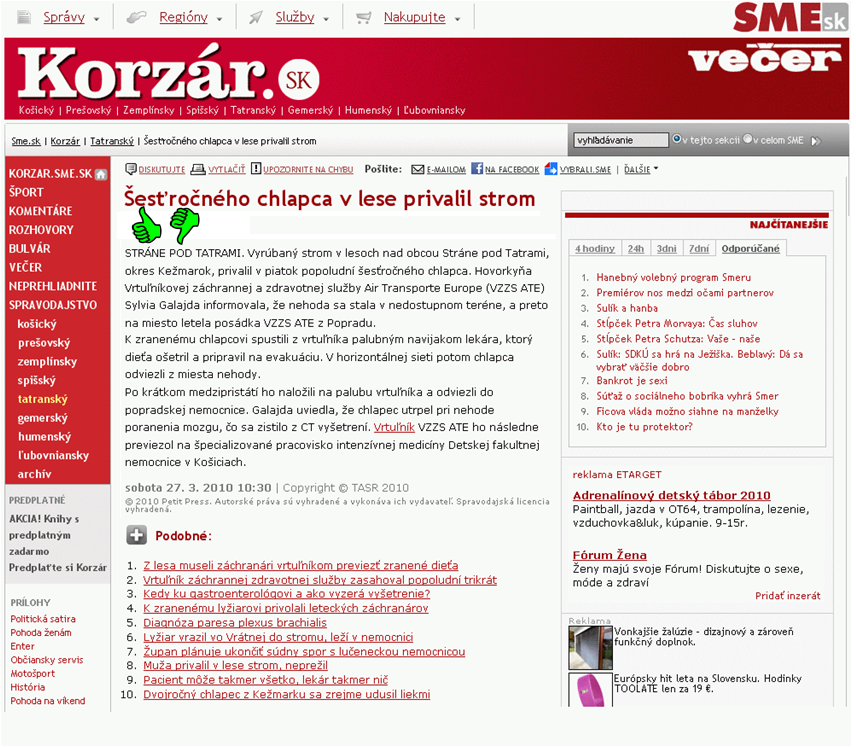 Správy
Regióny
Služby
Nakupujte
SME.sk
Korzár.SK
večer
Košický | Prešovský | Zemplínsky | Spišský | Tatranský | Gemerský | Humenský | Ľubovniansky
Sme.sk | Korzár | Tatranský | Šesťročného chlapca v lese privalil strom
vyhľadávanie
v tejto sekcii
v celom SME
KORZAR.SME.SK
ŠPORT
KOMENTÁRE
ROZHOVORY
BULVÁR
VEČER
NEPREHLIADNITE
SPRAVODAJSTVO
košický
prešovský
zemplínsky
spišský
tatranský
gemerský
humenský
ľubovniansky
archív
PREDPLATNÉ
AKCIA! Knihy s
predplatným
zadarmo
Predplaťte si Korzár
PRÍLOHY
Politická satira
Pohoda ženám
Enter
Občiansky servis
Motošport
História
Pohoda na víkend
DISKUTUJTE
VYTLAČIŤ
UPOZORNITE NA CHYBU
Pošlite:
E-MAILOM
NA FACEBOOK
VYBRALI.SME
| ĎALŠIE
Šesťročného chlapca v lese privalil strom
STRÁNE POD TATRAMI. Vyrúbaný strom v lesoch nad obcou Stráne pod Tatrami,
okres Kežmarok, privalil v piatok popoludní šesťročného chlapca. Hovorkyňa
Vrtuľníkovej záchrannej a zdravotnej služby Air Transporte Europe (VZZS ATE)
Sylvia Galajda informovala, že nehoda sa stala v nedostupnom teréne, a preto
na miesto letela posádka VZZS ATE z Popradu.
K zranenému chlapcovi spustili z vrtuľníka palubným navijakom lekára, ktorý
dieťa ošetril a pripravil na evakuáciu. V horizontálnej sieti potom chlapca
odviezli z miesta nehody.
Po krátkom medzipristátí ho naložili na palubu vrtuľníka a odviezli do
popradskej nemocnice. Galajda uviedla, že chlapec utrpel pri nehode
poranenia mozgu, čo sa zistilo z CT vyšetrení. Vrtuľník VZZS ATE ho následne
previezol na špecializované pracovisko intenzívnej medicíny Detskej fakultnej
nemocnice v Košiciach.
sobota 27. 3. 2010 10:30 | Copyright © TASR 2010
© 2010 Petit Press. Autorské práva sú vyhradené a vykonáva ich vydavateľ. Spravodajská licencia
vyhradená.
Podobné:
1. Z lesa museli záchranári vrtuľníkom previezť zranené dieťa
2. Vrtuľník záchrannej zdravotnej služby zasahoval popoludní trikrát
3. Kedy ku gastroenterológovi a ako vyzerá vyšetrenie?
4. K zranenému lyžiarovi privolali leteckých záchranárov
5. Diagnóza paresa plexus brachialis
6. Lyžiar vrazil vo Vrátnej do stromu, leží v nemocnici
7. Župan plánuje ukončiť súdny spor s lučeneckou nemocnicou
8. Muža privalil v lese strom, neprežil
9. Pacient môže takmer všetko, lekár takmer nič
10. Dvojročný chlapec z Kežmarku sa zrejme udusil liekmi
NAJČÍTANEJŠIE
4 hodiny
24h
3dni
7dní
Odporúčané
1. Hanebný volebný program Smeru
2. Premiérov nos medzi očami partnerov
3. Sulík a hanba
4. Stĺpček Petra Morvaya: Čas sluhov
5. Stĺpček Petra Schutza: Vaše - naše
6. Sulík: SDKÚ sa hrá na Ježiška. Beblavý: Dá sa
vybrať väčšie dobro
7. Bankrot je sexi
8. Súťaž o sociálneho bobríka vyhrá Smer
9. Ficova vláda možno siahne na manželky
10. Kto je tu protektor?
reklama ETARGET
Adrenalínový detský tábor 2010
Paintball, jazda v OT64, trampolína, lezenie,
vzduchovka&luk, kúpanie. 9-15r.
Fórum Žena
Ženy majú svoje Fórum! Diskutujte o sexe,
móde a zdraví
Pridať inzerát
Reklama
Vonkajšie žalúzie - dizajnový a zároveň
funkčný doplnok.
Európsky hit leta na Slovensku. Hodinky
TOOLATE len za 19 €.